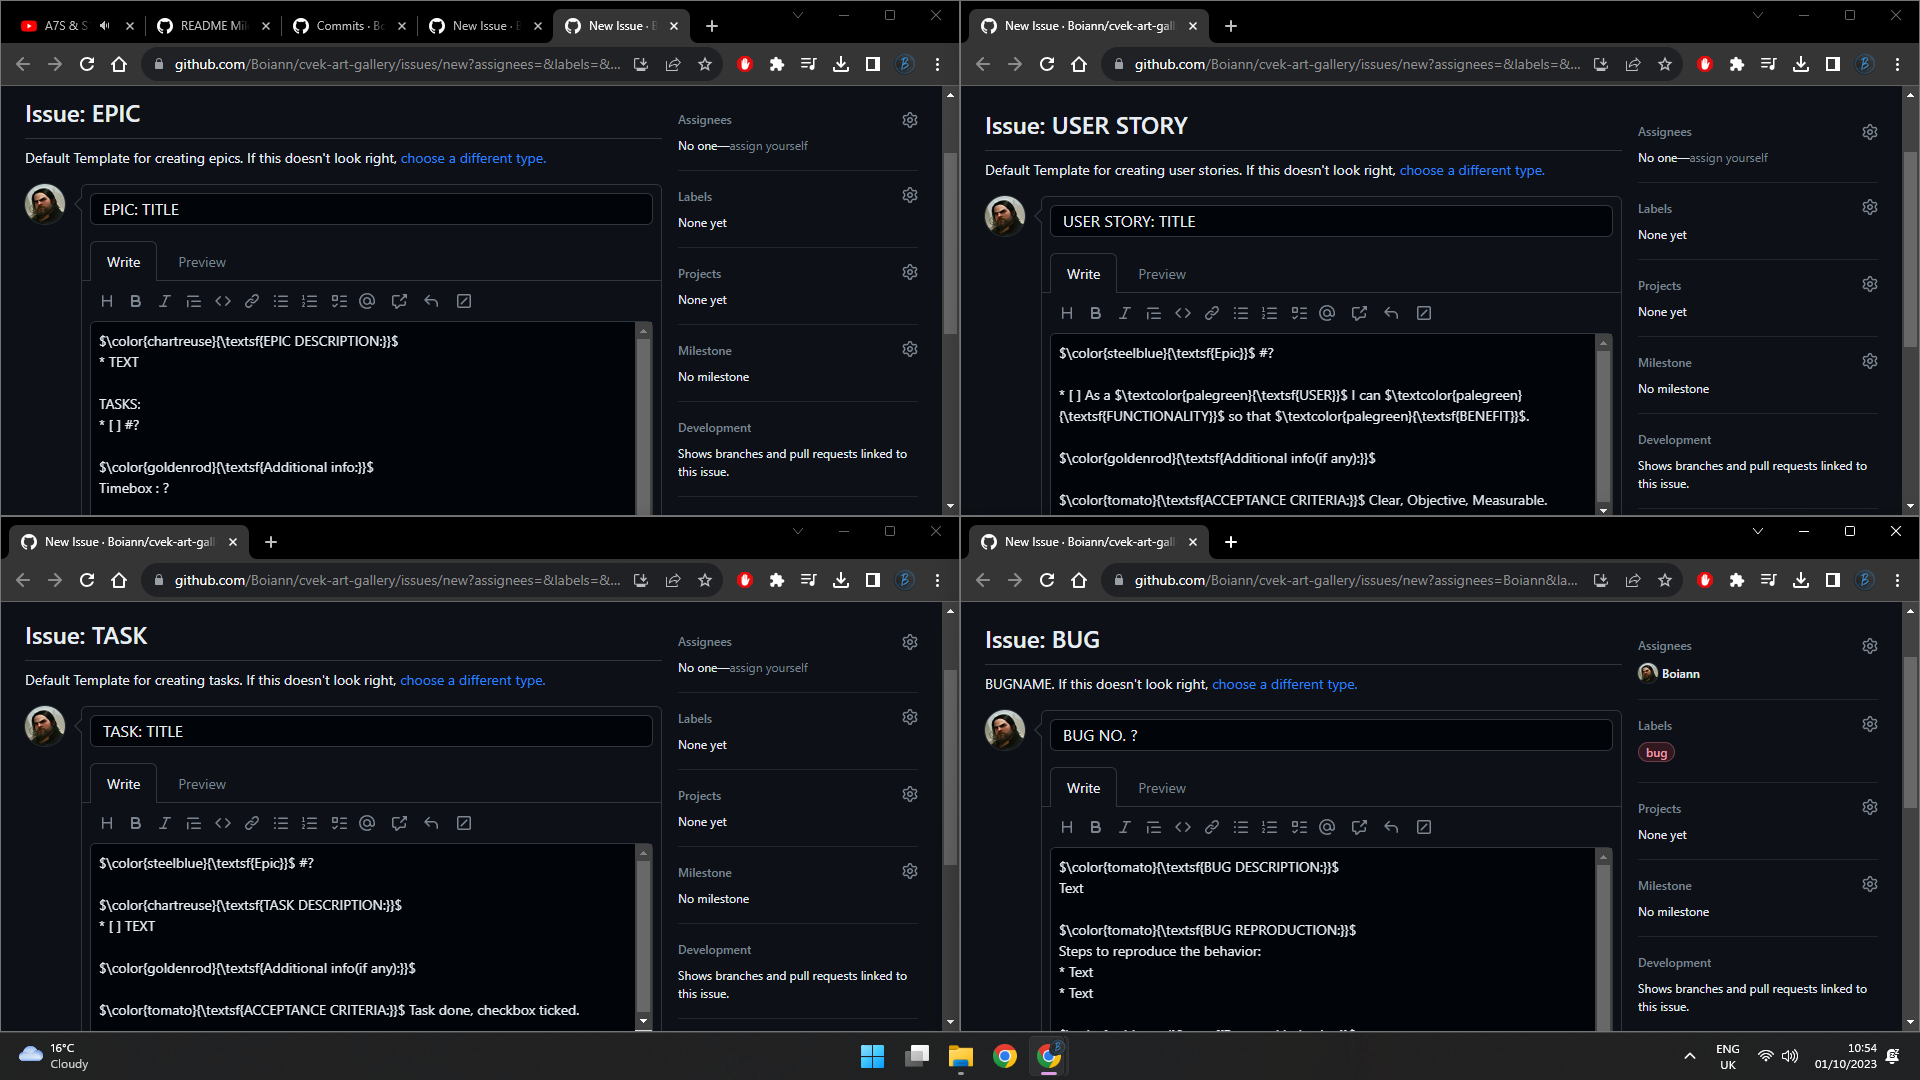 A7S & S
README Mil
Commits · Bo
New Issue · B
New Issue · B
github.com/Boiann/cvek-art-gallery/issues/new?assignees=&labels=&...
Issue: EPIC
Default Template for creating epics. If this doesn't look right, choose a different type.
EPIC: TITLE
Write
Preview
$\color{chartreuse}{\textsf{EPIC DESCRIPTION:}}$
* TEXT
TASKS:
* [ ] #?
$\color{goldenrod}{\textsf{Additional info:}}$
Timebox : ?
Assignees
No one—assign yourself
Labels
None yet
Projects
None yet
Milestone
No milestone
Development
Shows branches and pull requests linked to
this issue.
New Issue · Boiann/cvek-art-gall
github.com/Boiann/cvek-art-gallery/issues/new?assignees=&labels=&...
Issue: USER STORY
Default Template for creating user stories. If this doesn't look right, choose a different type.
USER STORY: TITLE
Write
Preview
$\color{steelblue}{\textsf{Epic}}$ #?
* [ ] As a $\textcolor{palegreen}{\textsf{USER}}$ I can $\textcolor{palegreen}
{\textsf{FUNCTIONALITY}}$ so that $\textcolor{palegreen}{\textsf{BENEFIT}}$.
$\color{goldenrod}{\textsf{Additional info(if any):}}$
$\color{tomato}{\textsf{ACCEPTANCE CRITERIA:}}$ Clear, Objective, Measurable.
Assignees
No one—assign yourself
Labels
None yet
Projects
None yet
Milestone
No milestone
Development
Shows branches and pull requests linked to
this issue.
New Issue · Boiann/cvek-art-gall
github.com/Boiann/cvek-art-gallery/issues/new?assignees=&labels=&...
Issue: TASK
Default Template for creating tasks. If this doesn't look right, choose a different type.
TASK: TITLE
Write
Preview
$\color{steelblue}{\textsf{Epic}}$ #?
$\color{chartreuse}{\textsf{TASK DESCRIPTION:}}$
* [ ] TEXT
$\color{goldenrod}{\textsf{Additional info(if any):}}$
$\color{tomato}{\textsf{ACCEPTANCE CRITERIA:}}$ Task done, checkbox ticked.
Assignees
No one—assign yourself
Labels
None yet
Projects
None yet
Milestone
No milestone
Development
Shows branches and pull requests linked to
this issue.
New Issue · Boiann/cvek-art-gall
github.com/Boiann/cvek-art-gallery/issues/new?assignees=Boiann&la...
Issue: BUG
BUGNAME. If this doesn't look right, choose a different type.
BUG NO. ?
Write
Preview
$\color{tomato}{\textsf{BUG DESCRIPTION:}}$
Text
$\color{tomato}{\textsf{BUG REPRODUCTION:}}$
Steps to reproduce the behavior:
* Text
* Text
Assignees
Boiann
Labels
bug
Projects
None yet
Milestone
No milestone
Development
Shows branches and pull requests linked to
this issue.
16°C
Cloudy
ENG
UK
10:54
01/10/2023